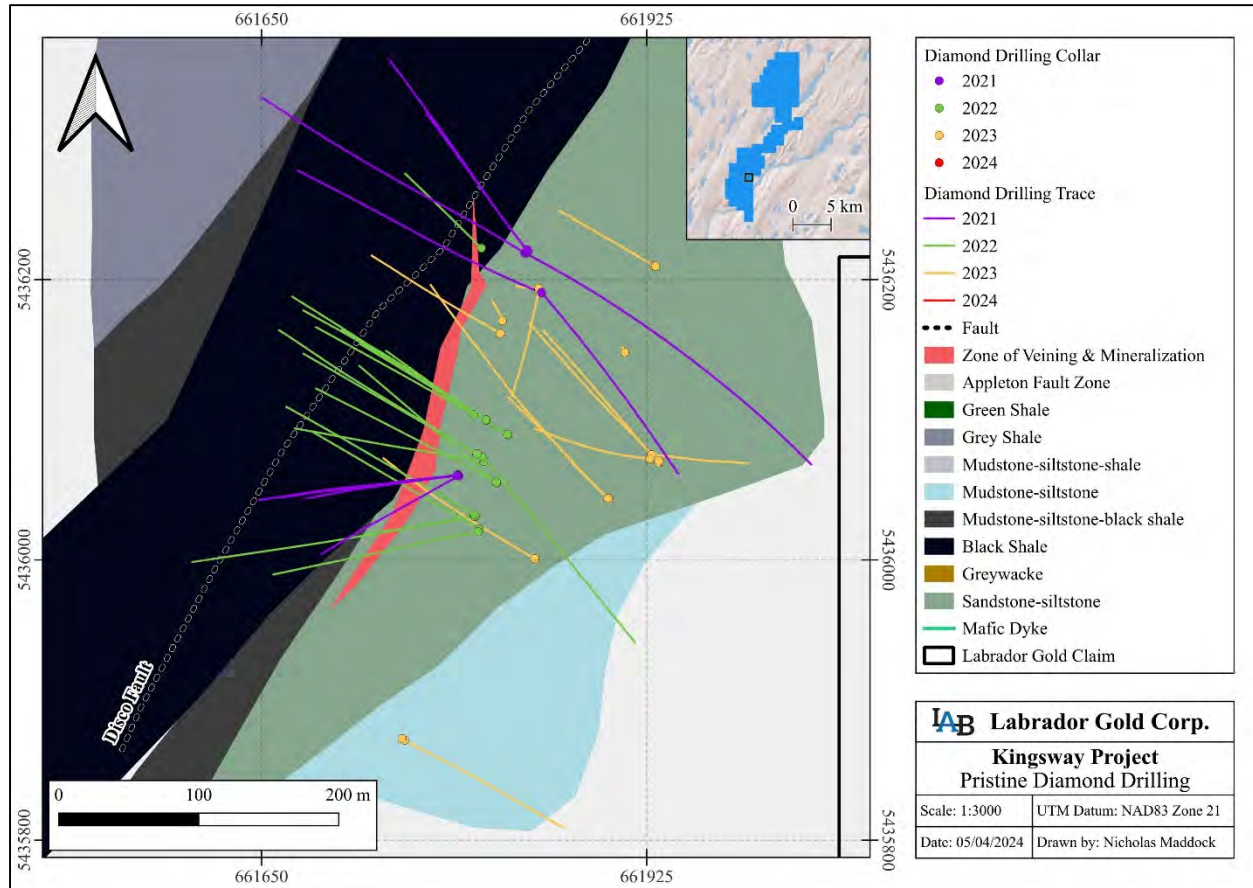 661650
661925
5436200
5436200
5436000
5436000
5435800
5435800
661650
661925
0 5 km
Disco Fault
0 100 200 m
Diamond Drilling Collar
2021
2022
2023
2024
Diamond Drilling Trace
2021
2022
2023
2024
Fault
Zone of Veining & Mineralization
Appleton Fault Zone
Green Shale
Grey Shale
Mudstone-siltstone-shale
Mudstone-siltstone
Mudstone-siltstone-black shale
Black Shale
Greywacke
Sandstone-siltstone
Mafic Dyke
Labrador Gold Claim
LAB Labrador Gold Corp.
Kingsway Project
Pristine Diamond Drilling
Scale: 1:3000 UTM Datum: NAD83 Zone 21
Date: 05/04/2024 Drawn by: Nicholas Maddock